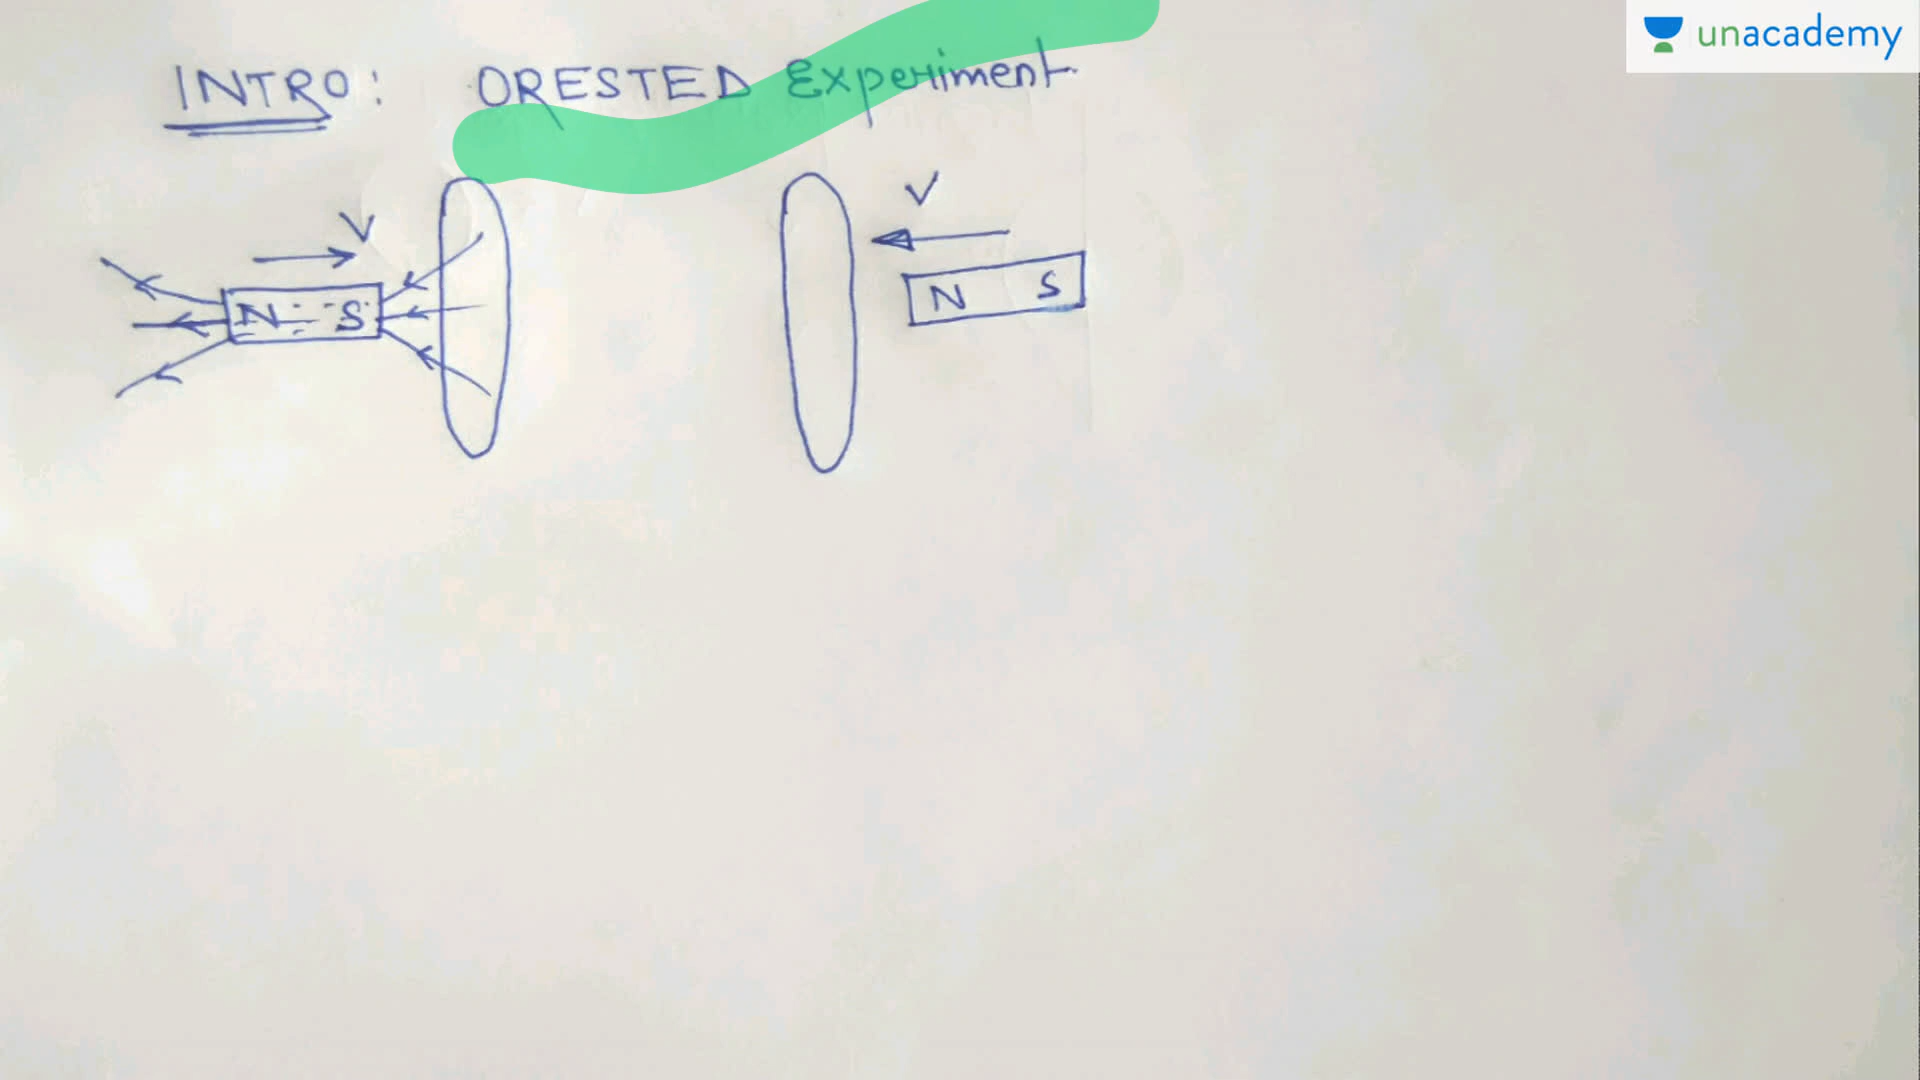 unacademy
INTRO: ORESTED Experiment
V
V
N S
N S